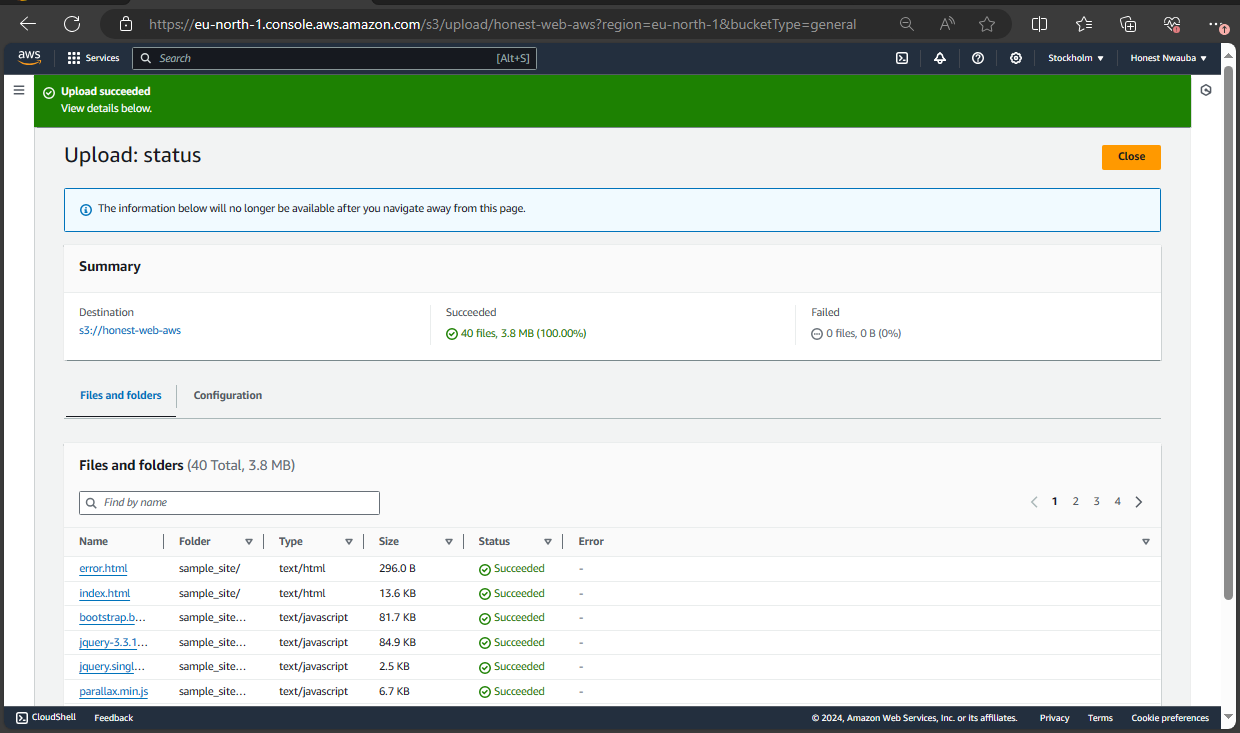 https://eu-north-1.console.aws.amazon.com/s3/upload/honest-web-aws?region=eu-north-1&bucketType=general
aws
Services
Search
[Alt+S]
Stockholm
Honest Nwauba
Upload succeeded
View details below.
Upload: status
Close
The information below will no longer be available after you navigate away from this page.
Summary
Destination
s3://honest-web-aws
Succeeded
40 files, 3.8 MB (100.00%)
Failed
0 files, 0 B (0%)
Files and folders
Configuration
Files and folders (40 Total, 3.8 MB)
Find by name
1 2 3 4
Name Folder Type Size Status Error
error.html sample_site/ text/html 296.0 B Succeeded -
index.html sample_site/ text/html 13.6 KB Succeeded -
bootstrap.b... sample_site... text/javascript 81.7 KB Succeeded -
jquery-3.3.1... sample_site... text/javascript 84.9 KB Succeeded -
jquery.singl... sample_site... text/javascript 2.5 KB Succeeded -
parallax.min.js sample_site... text/javascript 6.7 KB Succeeded -
CloudShell Feedback © 2024, Amazon Web Services, Inc. or its affiliates. Privacy Terms Cookie preferences